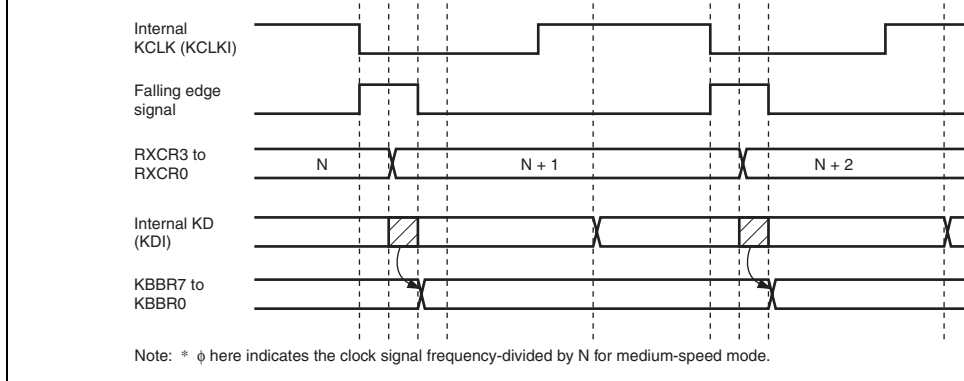 Internal
KCLK (KCLKI)
Falling edge
signal
RXCR3 to
RXCR0
N
N + 1
N + 2
Internal KD
(KDI)
KBBR7 to
KBBR0
Note: * ϕ here indicates the clock signal frequency-divided by N for medium-speed mode.